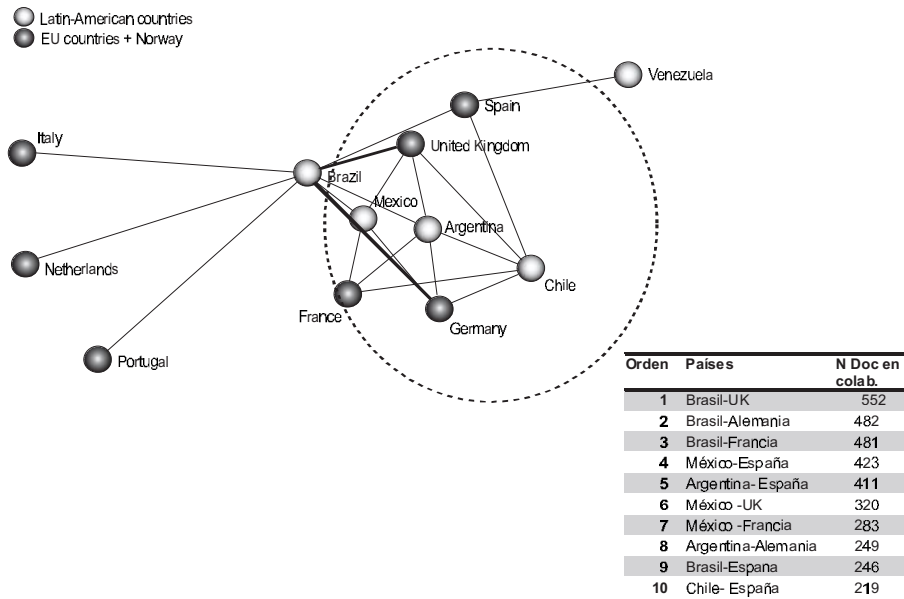 Latin-American countries
EU countries + Norway
Venezuela
Spain
Italy
United Kingdom
Brazil
Mexico
Argentina
Netherlands
Chile
France
Germany
Portugal
Orden Países N Doc en colab.
1 Brasil-UK 552
2 Brasil-Alemania 482
3 Brasil-Francia 481
4 México-España 423
5 Argentina- España 411
6 México -UK 320
7 México -Francia 283
8 Argentina-Alemania 249
9 Brasil-Espana 246
10 Chile- España 219